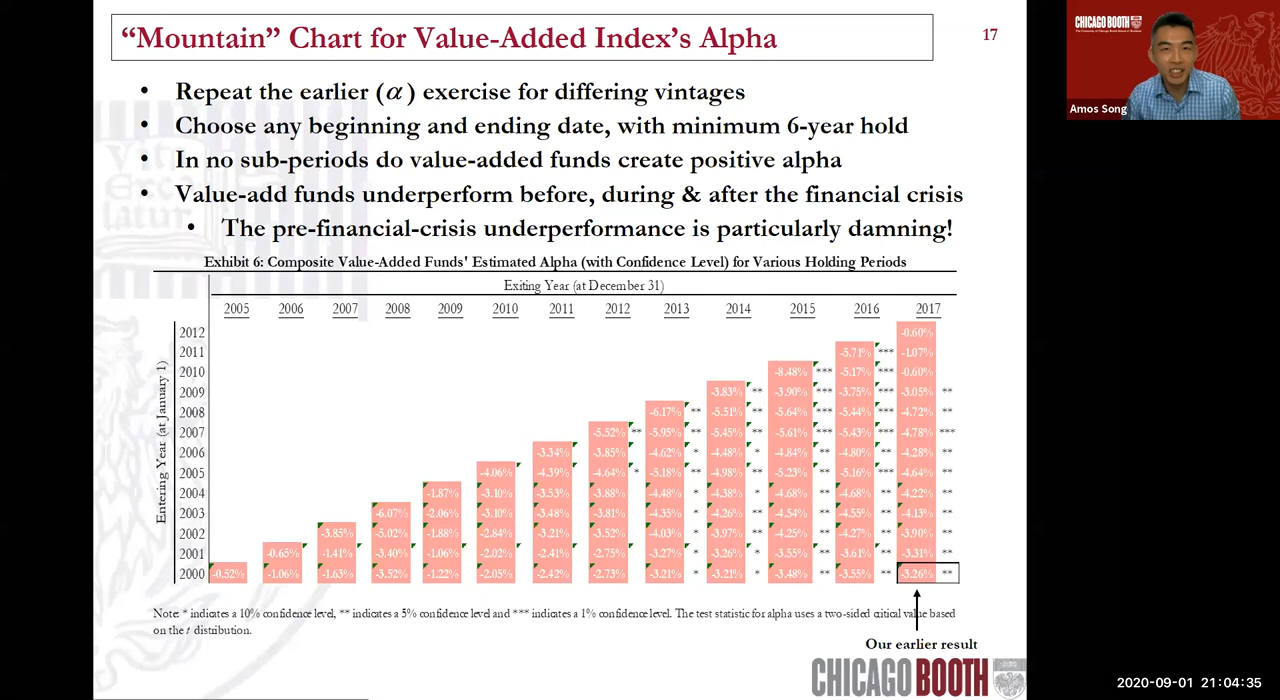 "Mountain" Chart for Value-Added Index's Alpha
17
• Repeat the earlier (α) exercise for differing vintages
• Choose any beginning and ending date, with minimum 6-year hold
• In no sub-periods do value-added funds create positive alpha
• Value-add funds underperform before, during & after the financial crisis
• The pre-financial-crisis underperformance is particularly damning!
Exhibit 6: Composite Value-Added Funds' Estimated Alpha (with Confidence Level) for Various Holding Periods
Exiting Year (at December 31)
2005 2006 2007 2008 2009 2010 2011 2012 2013 2014 2015 2016 2017
Entering Year (at January 1)
2012 -0.60%
2011 -5.71% *** -1.07%
2010 -8.48% *** -5.17% *** -0.60%
2009 -3.83% ** -3.90% *** -3.75% *** -3.05% **
2008 -6.17% ** -5.51% ** -5.64% *** -5.44% *** -4.72% **
2007 -5.52% ** -5.95% ** -5.45% ** -5.61% *** -5.43% *** -4.78% ***
2006 -3.34% -3.85% -4.62% * -4.48% * -4.84% ** -4.80% ** -4.28% **
2005 -4.06% -4.39% -4.64% * -5.18% ** -4.98% ** -5.23% ** -5.16% *** -4.64% **
2004 -1.87% -3.10% -3.53% -3.88% -4.48% * -4.38% * -4.68% ** -4.68% ** -4.22% **
2003 -6.07% -2.06% -3.10% -3.48% -3.81% -4.35% * -4.26% ** -4.54% ** -4.55% ** -4.13% **
2002 -3.85% -5.02% -1.88% -2.84% -3.21% -3.52% -4.03% * -3.97% ** -4.25% ** -4.27% ** -3.90% **
2001 -0.65% -1.41% -3.40% -1.06% -2.02% -2.41% -2.75% -3.27% * -3.26% * -3.55% ** -3.61% ** -3.31% **
2000 -0.52% -1.06% -1.63% -3.52% -1.22% -2.05% -2.42% -2.73% -3.21% * -3.21% * -3.48% ** -3.55% ** -3.26% **
Note: * indicates a 10% confidence level, ** indicates a 5% confidence level and *** indicates a 1% confidence level. The test statistic for alpha uses a two-sided critical value based
on the t distribution.
Our earlier result
CHICAGO BOOTH
CHICAGO BOOTH
Amos Song
2020-09-01 21:04:35